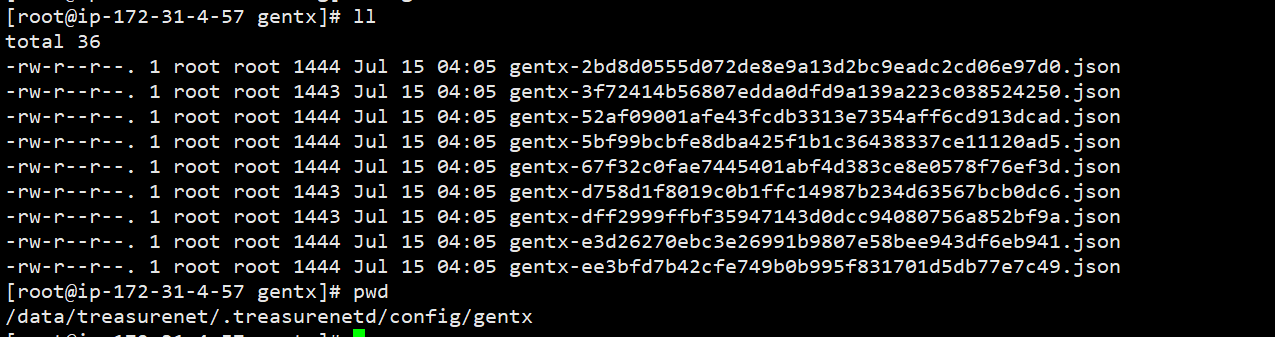 [root@ip-172-31-4-57 gentx]# ll
total 36
-rw-r--r--. 1 root root 1444 Jul 15 04:05 gentx-2bd8d0555d072de8e9a13d2bc9eadc2cd06e97d0.json
-rw-r--r--. 1 root root 1443 Jul 15 04:05 gentx-3f72414b56807edda0dfd9a139a223c038524250.json
-rw-r--r--. 1 root root 1444 Jul 15 04:05 gentx-52af09001afe43fcdb3313e7354aff6cd913dcad.json
-rw-r--r--. 1 root root 1444 Jul 15 04:05 gentx-5bf99bcbfe8dba425f1b1c36438337ce11120ad5.json
-rw-r--r--. 1 root root 1444 Jul 15 04:05 gentx-67f32c0fae7445401abf4d383ce8e0578f76ef3d.json
-rw-r--r--. 1 root root 1443 Jul 15 04:05 gentx-d758d1f8019c0b1ffc14987b234d63567bcb0dc6.json
-rw-r--r--. 1 root root 1443 Jul 15 04:05 gentx-dff2999ffbf35947143d0dcc94080756a852bf9a.json
-rw-r--r--. 1 root root 1444 Jul 15 04:05 gentx-e3d26270ebc3e26991b9807e58bee943df6eb941.json
-rw-r--r--. 1 root root 1444 Jul 15 04:05 gentx-ee3bfd7b42cfe749b0b995f831701d5db77e7c49.json
[root@ip-172-31-4-57 gentx]# pwd
/data/treasurenet/.treasurenetd/config/gentx